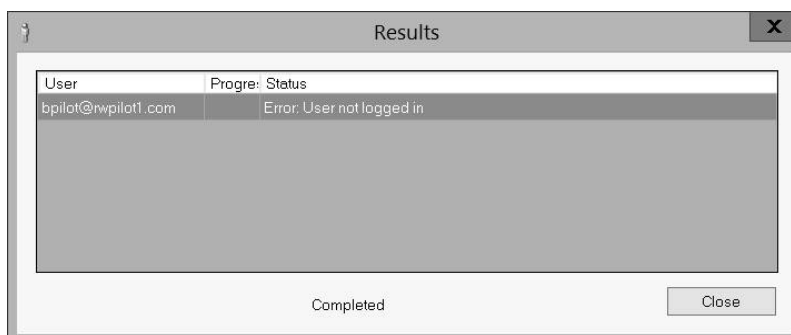 Results
X
User Progre: Status
bpilot@rwpilot1.com Error: User not logged in
Completed
Close